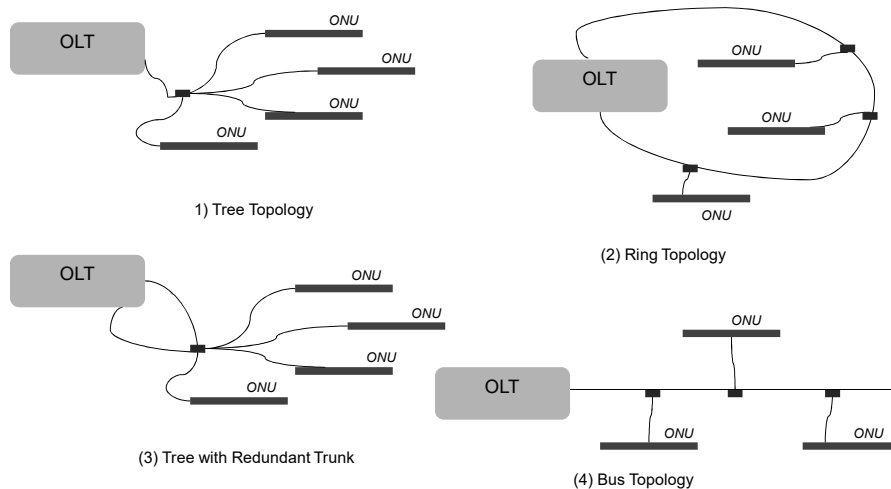 OLT
ONU
ONU
ONU
ONU
1) Tree Topology
OLT
ONU
ONU
ONU
(2) Ring Topology
OLT
ONU
ONU
ONU
ONU
(3) Tree with Redundant Trunk
OLT
ONU
ONU
ONU
(4) Bus Topology